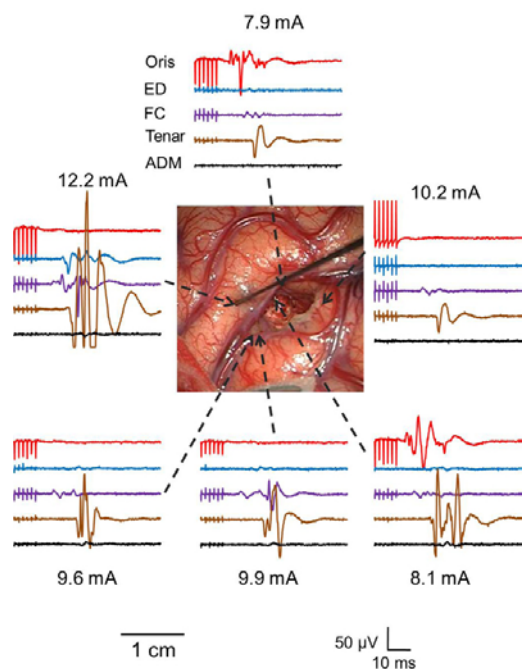 7.9 mA
Oris
ED
FC
Tenar
ADM
12.2 mA
10.2 mA
9.6 mA
9.9 mA
8.1 mA
1 cm
50 µV
10 ms